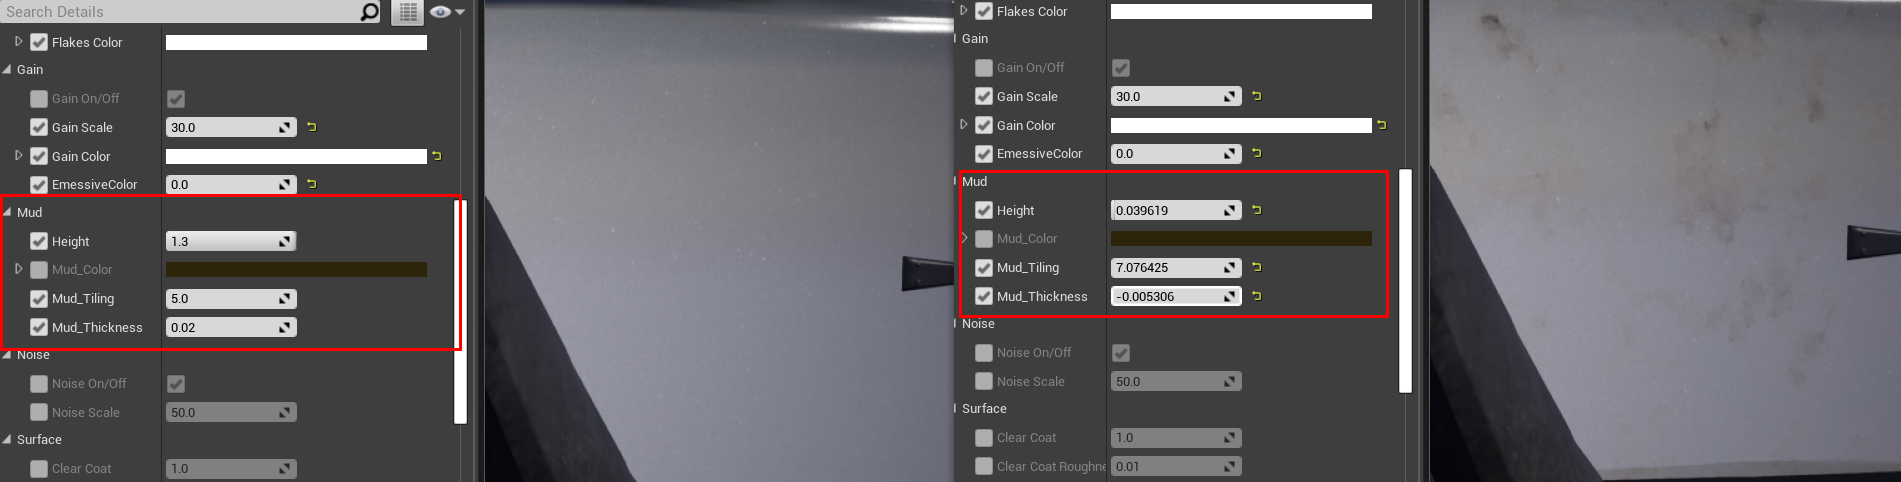 Search Details
Flakes Color
Gain
Gain On/Off
Gain Scale 30.0
Gain Color
EmessiveColor 0.0
Mud
Height 1.3
Mud_Color
Mud_Tiling 5.0
Mud_Thickness 0.02
Noise
Noise On/Off
Noise Scale 50.0
Surface
Clear Coat 1.0
Flakes Color
Gain
Gain On/Off
Gain Scale 30.0
Gain Color
EmessiveColor 0.0
Mud
Height 0.039619
Mud_Color
Mud_Tiling 7.076425
Mud_Thickness -0.005306
Noise
Noise On/Off
Noise Scale 50.0
Surface
Clear Coat 1.0
Clear Coat Roughne 0.01